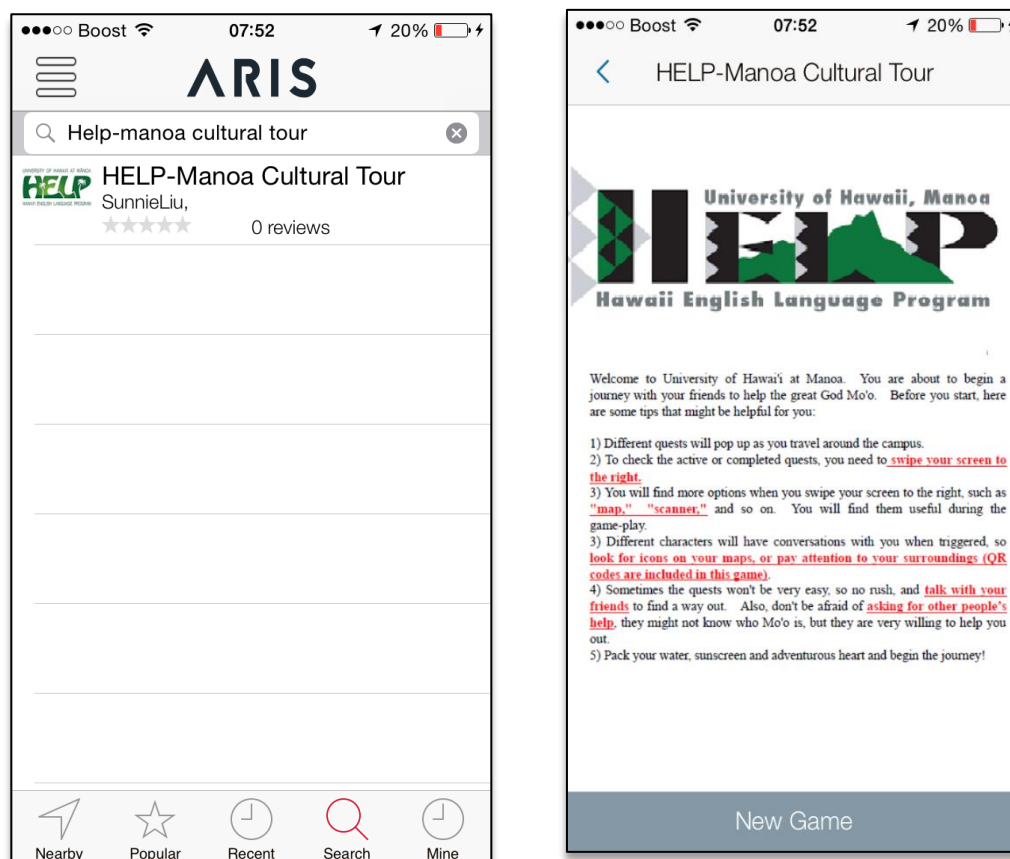 Boost 07:52 20%
ARIS
Help-manoa cultural tour
HELP
HELP-Manoa Cultural Tour
SunnieLiu,
0 reviews
Nearby Popular Recent Search Mine
Boost 07:52 20%
HELP-Manoa Cultural Tour
University of Hawaii, Manoa
HELP
Hawaii English Language Program
Welcome to University of Hawai'i at Manoa. You are about to begin a
journey with your friends to help the great God Mo'o. Before you start, here
are some tips that might be helpful for you:
1) Different quests will pop up as you travel around the campus.
2) To check the active or completed quests, you need to swipe your screen to
the right.
3) You will find more options when you swipe your screen to the right, such as
"map," "scanner," and so on. You will find them useful during the
game-play.
3) Different characters will have conversations with you when triggered, so
look for icons on your maps, or pay attention to your surroundings (QR
codes are included in this game).
4) Sometimes the quests won't be very easy, so no rush, and talk with your
friends to find a way out. Also, don't be afraid of asking for other people's
help, they might not know who Mo'o is, but they are very willing to help you
out.
5) Pack your water, sunscreen and adventurous heart and begin the journey!
New Game